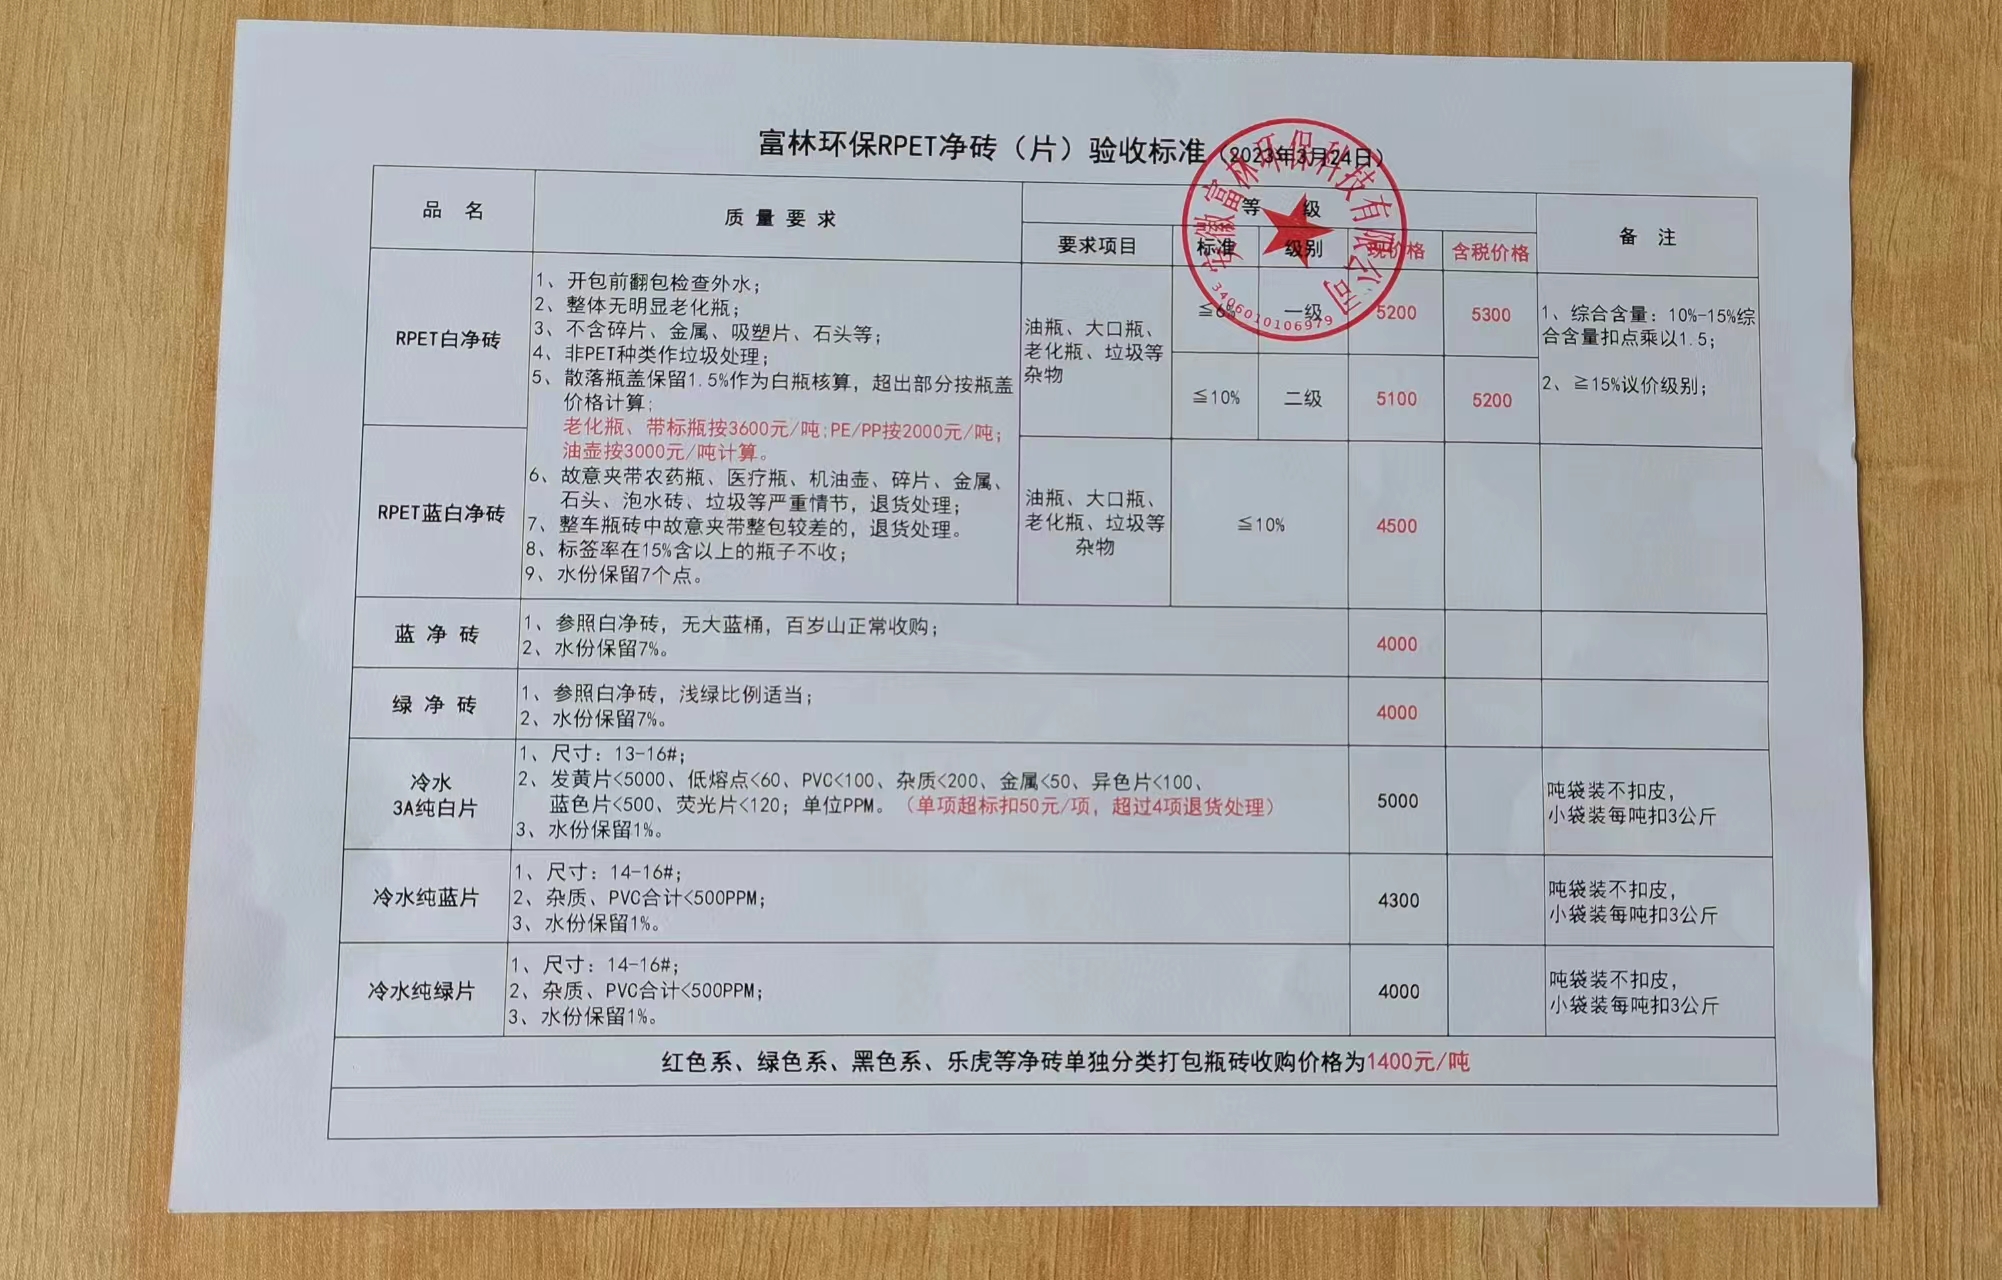 富林环保RPET净砖（片）验收标准（2023年3月24日）
品 名
质 量 要 求
等 级
备 注
要求项目
标准
级别
现价格
含税价格
RPET白净砖
1、开包前翻包检查外水；
2、整体无明显老化瓶；
3、不含碎片、金属、吸塑片、石头等；
4、非PET种类作垃圾处理；
5、散落瓶盖保留1.5%作为白瓶核算，超出部分按瓶盖
价格计算；
老化瓶、带标瓶按3600元/吨;PE/PP按2000元/吨；
油壶按3000元/吨计算。
6、故意夹带农药瓶、医疗瓶、机油壶、碎片、金属、
石头、泡水砖、垃圾等严重情节，退货处理；
7、整车瓶砖中故意夹带整包较差的，退货处理。
8、标签率在15%含以上的瓶子不收；
9、水份保留7个点。
油瓶、大口瓶、
老化瓶、垃圾等
杂物
≦6%
一级
5200
5300
≦10%
二级
5100
5200
1、综合含量：10%-15%综
合含量扣点乘以1.5；
2、≧15%议价级别；
RPET蓝白净砖
油瓶、大口瓶、
老化瓶、垃圾等
杂物
≦10%
4500
蓝 净 砖
1、参照白净砖，无大蓝桶，百岁山正常收购；
2、水份保留7%。
4000
绿 净 砖
1、参照白净砖，浅绿比例适当；
2、水份保留7%。
4000
冷水
3A纯白片
1、尺寸：13-16#；
2、发黄片<5000、低熔点<60、PVC<100、杂质<200、金属<50、异色片<100、
蓝色片<500、荧光片<120；单位PPM。（单项超标扣50元/项，超过4项退货处理）
3、水份保留1%。
5000
吨袋装不扣皮，
小袋装每吨扣3公斤
冷水纯蓝片
1、尺寸：14-16#；
2、杂质、PVC合计<500PPM；
3、水份保留1%。
4300
吨袋装不扣皮，
小袋装每吨扣3公斤
冷水纯绿片
1、尺寸：14-16#；
2、杂质、PVC合计<500PPM；
3、水份保留1%。
4000
吨袋装不扣皮，
小袋装每吨扣3公斤
红色系、绿色系、黑色系、乐虎等净砖单独分类打包瓶砖收购价格为1400元/吨
安徽富林环保科技有限公司
3406010106979